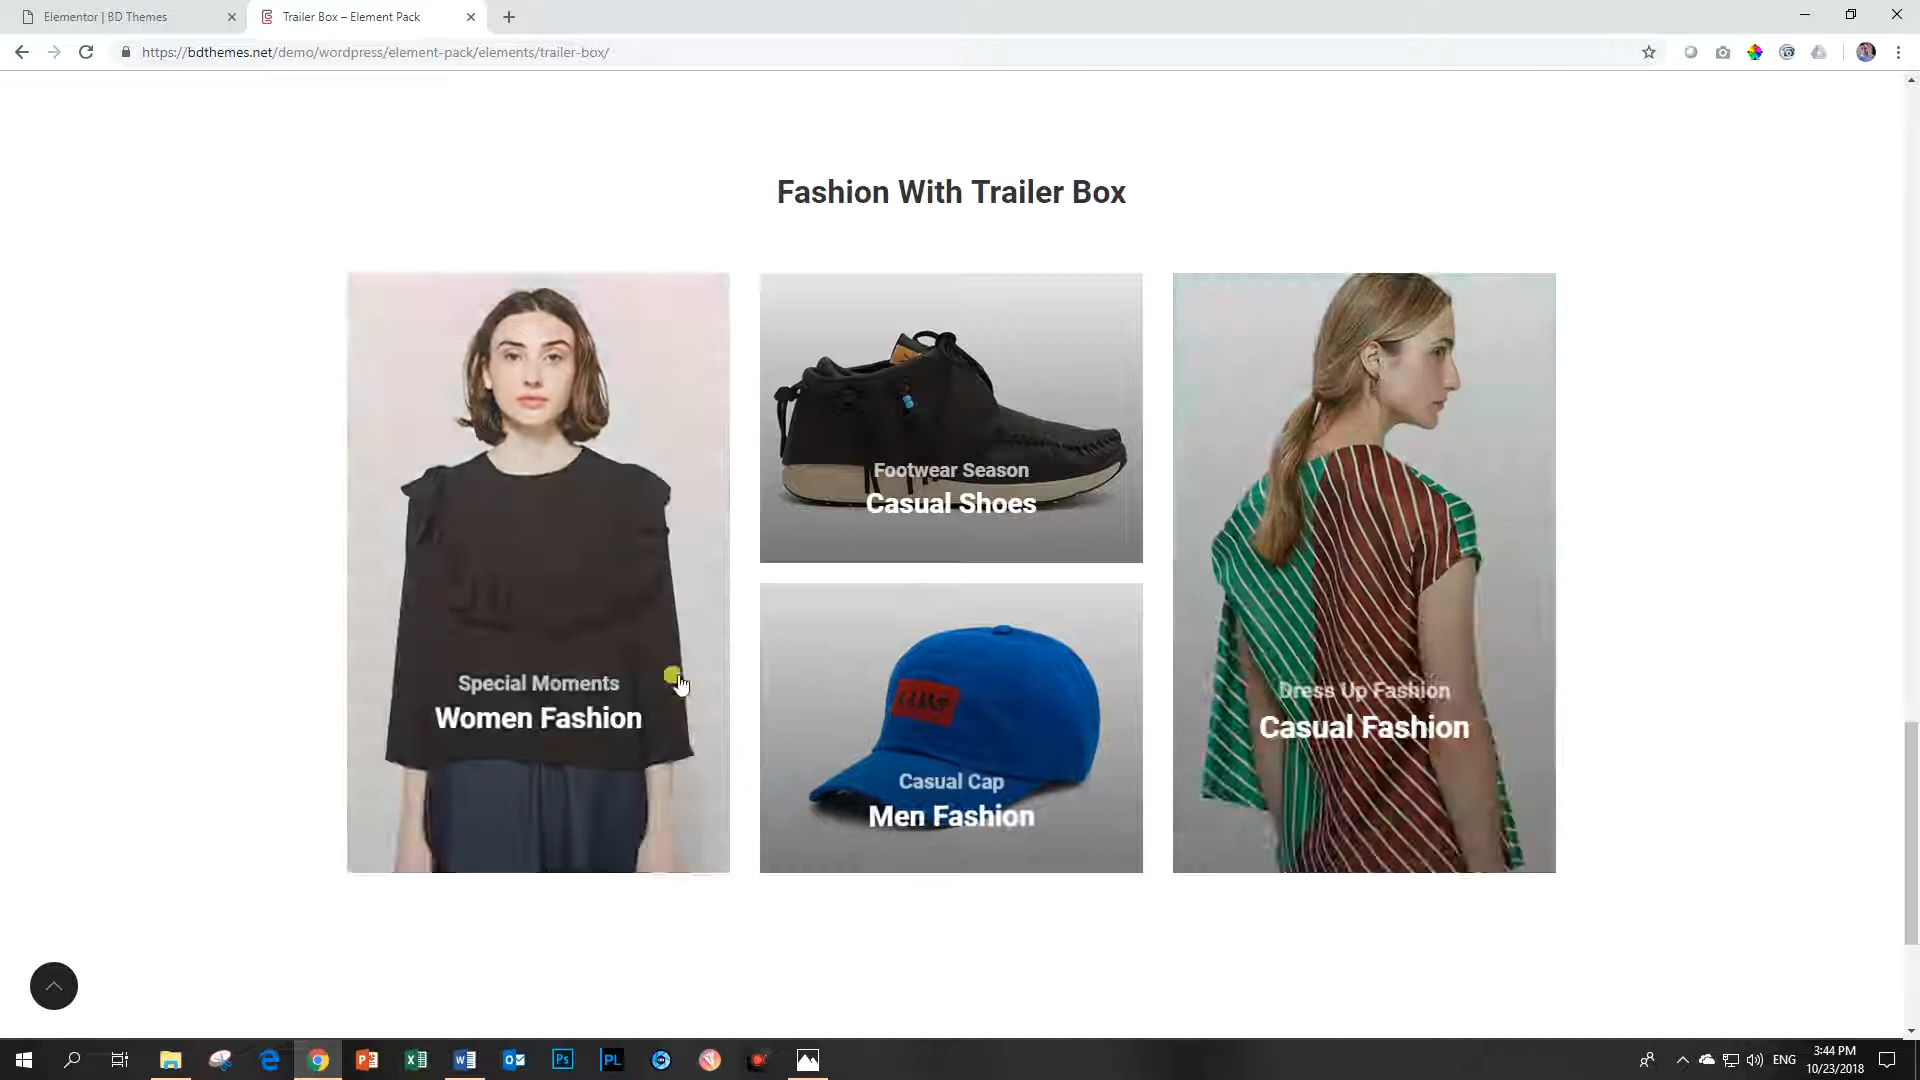 Elementor | BD Themes
Trailer Box – Element Pack
https://bdthemes.net/demo/wordpress/element-pack/elements/trailer-box/
Fashion With Trailer Box
Special Moments
Women Fashion
Footwear Season
Casual Shoes
Casual Cap
Men Fashion
Dress Up Fashion
Casual Fashion
ENG
3:44 PM
10/23/2018
Ps
PL